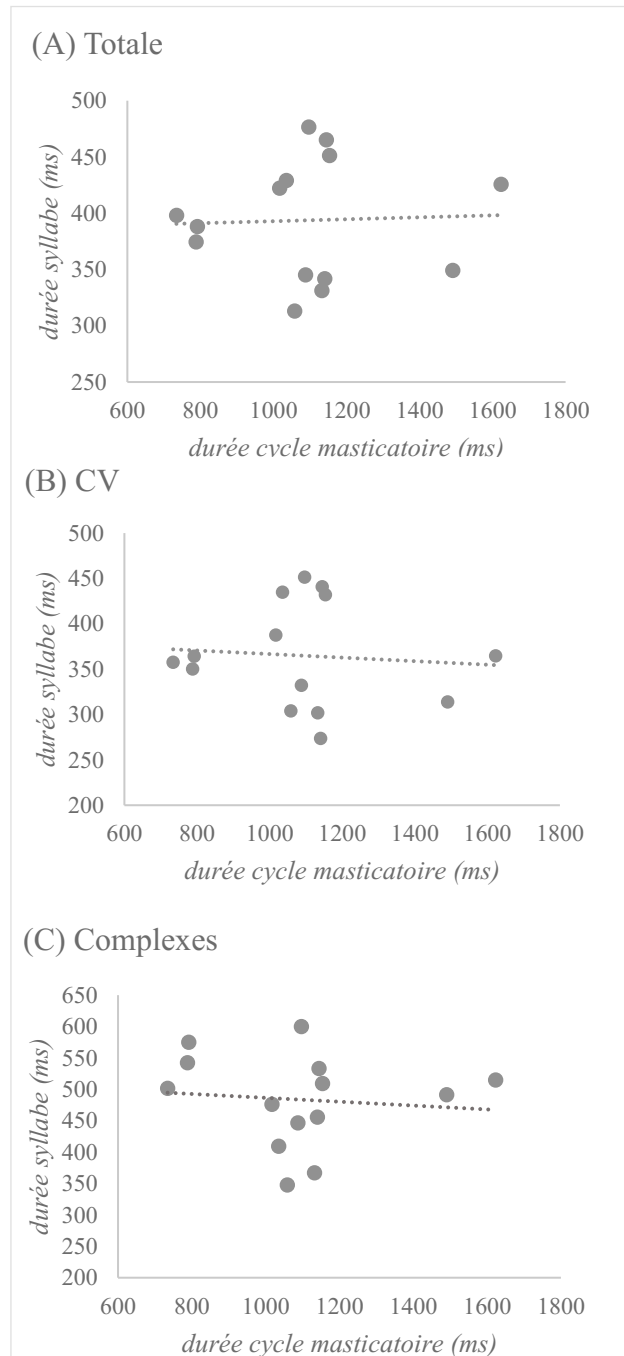 (A) Totale
500
450
400
350
300
250
durée syllabe (ms)
600 800 1000 1200 1400 1600 1800
durée cycle masticatoire (ms)
(B) CV
500
450
400
350
300
250
200
durée syllabe (ms)
600 800 1000 1200 1400 1600 1800
durée cycle masticatoire (ms)
(C) Complexes
650
600
550
500
450
400
350
300
250
200
durée syllabe (ms)
600 800 1000 1200 1400 1600 1800
durée cycle masticatoire (ms)